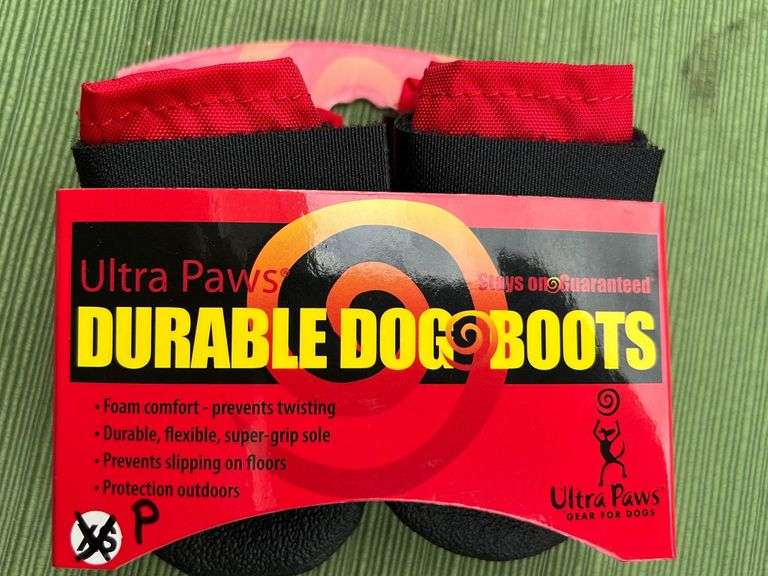 Ultra Paws®
Stays on Guaranteed
DURABLE DOG BOOTS
• Foam comfort - prevents twisting
• Durable, flexible, super-grip sole
• Prevents slipping on floors
• Protection outdoors
Ultra Paws
GEAR FOR DOGS
XS P